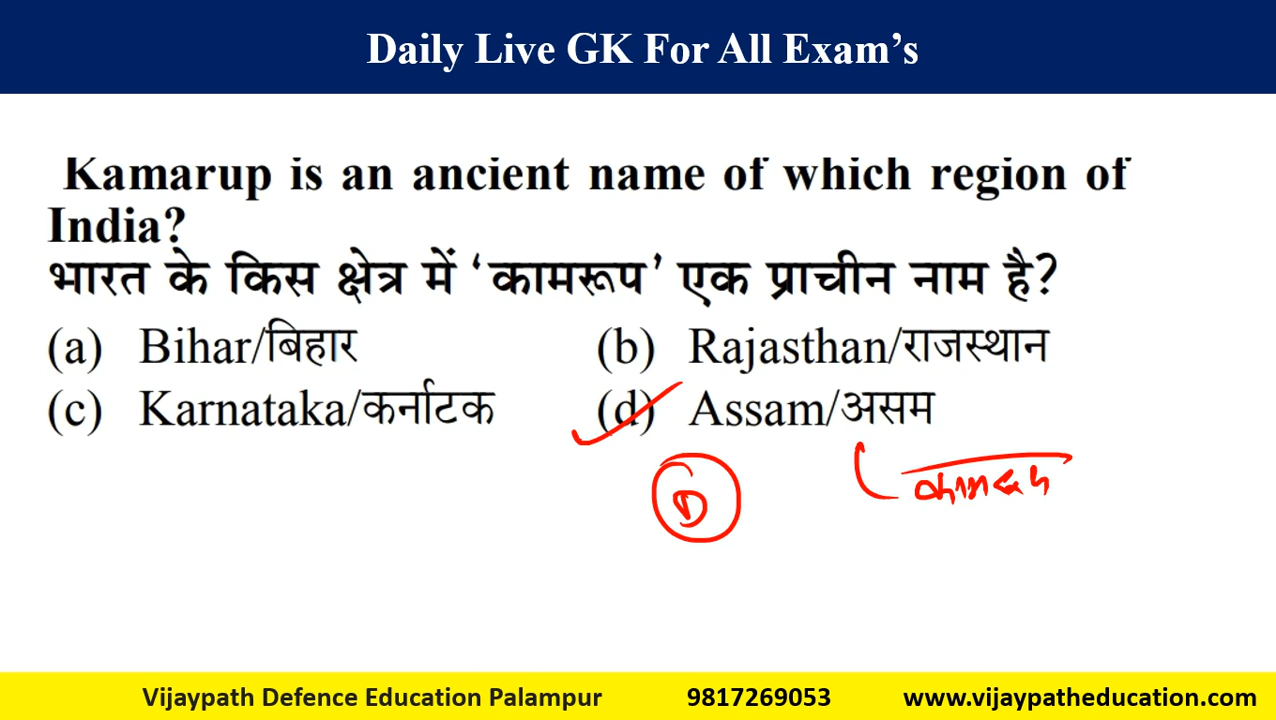 Daily Live GK For All Exam’s
Kamarup is an ancient name of which region of
India?
भारत के किस क्षेत्र में ‘कामरूप’ एक प्राचीन नाम है?
(a) Bihar/बिहार (b) Rajasthan/राजस्थान
(c) Karnataka/कर्नाटक (d) Assam/असम
D
कामरूप
Vijaypath Defence Education Palampur 9817269053 www.vijaypatheducation.com